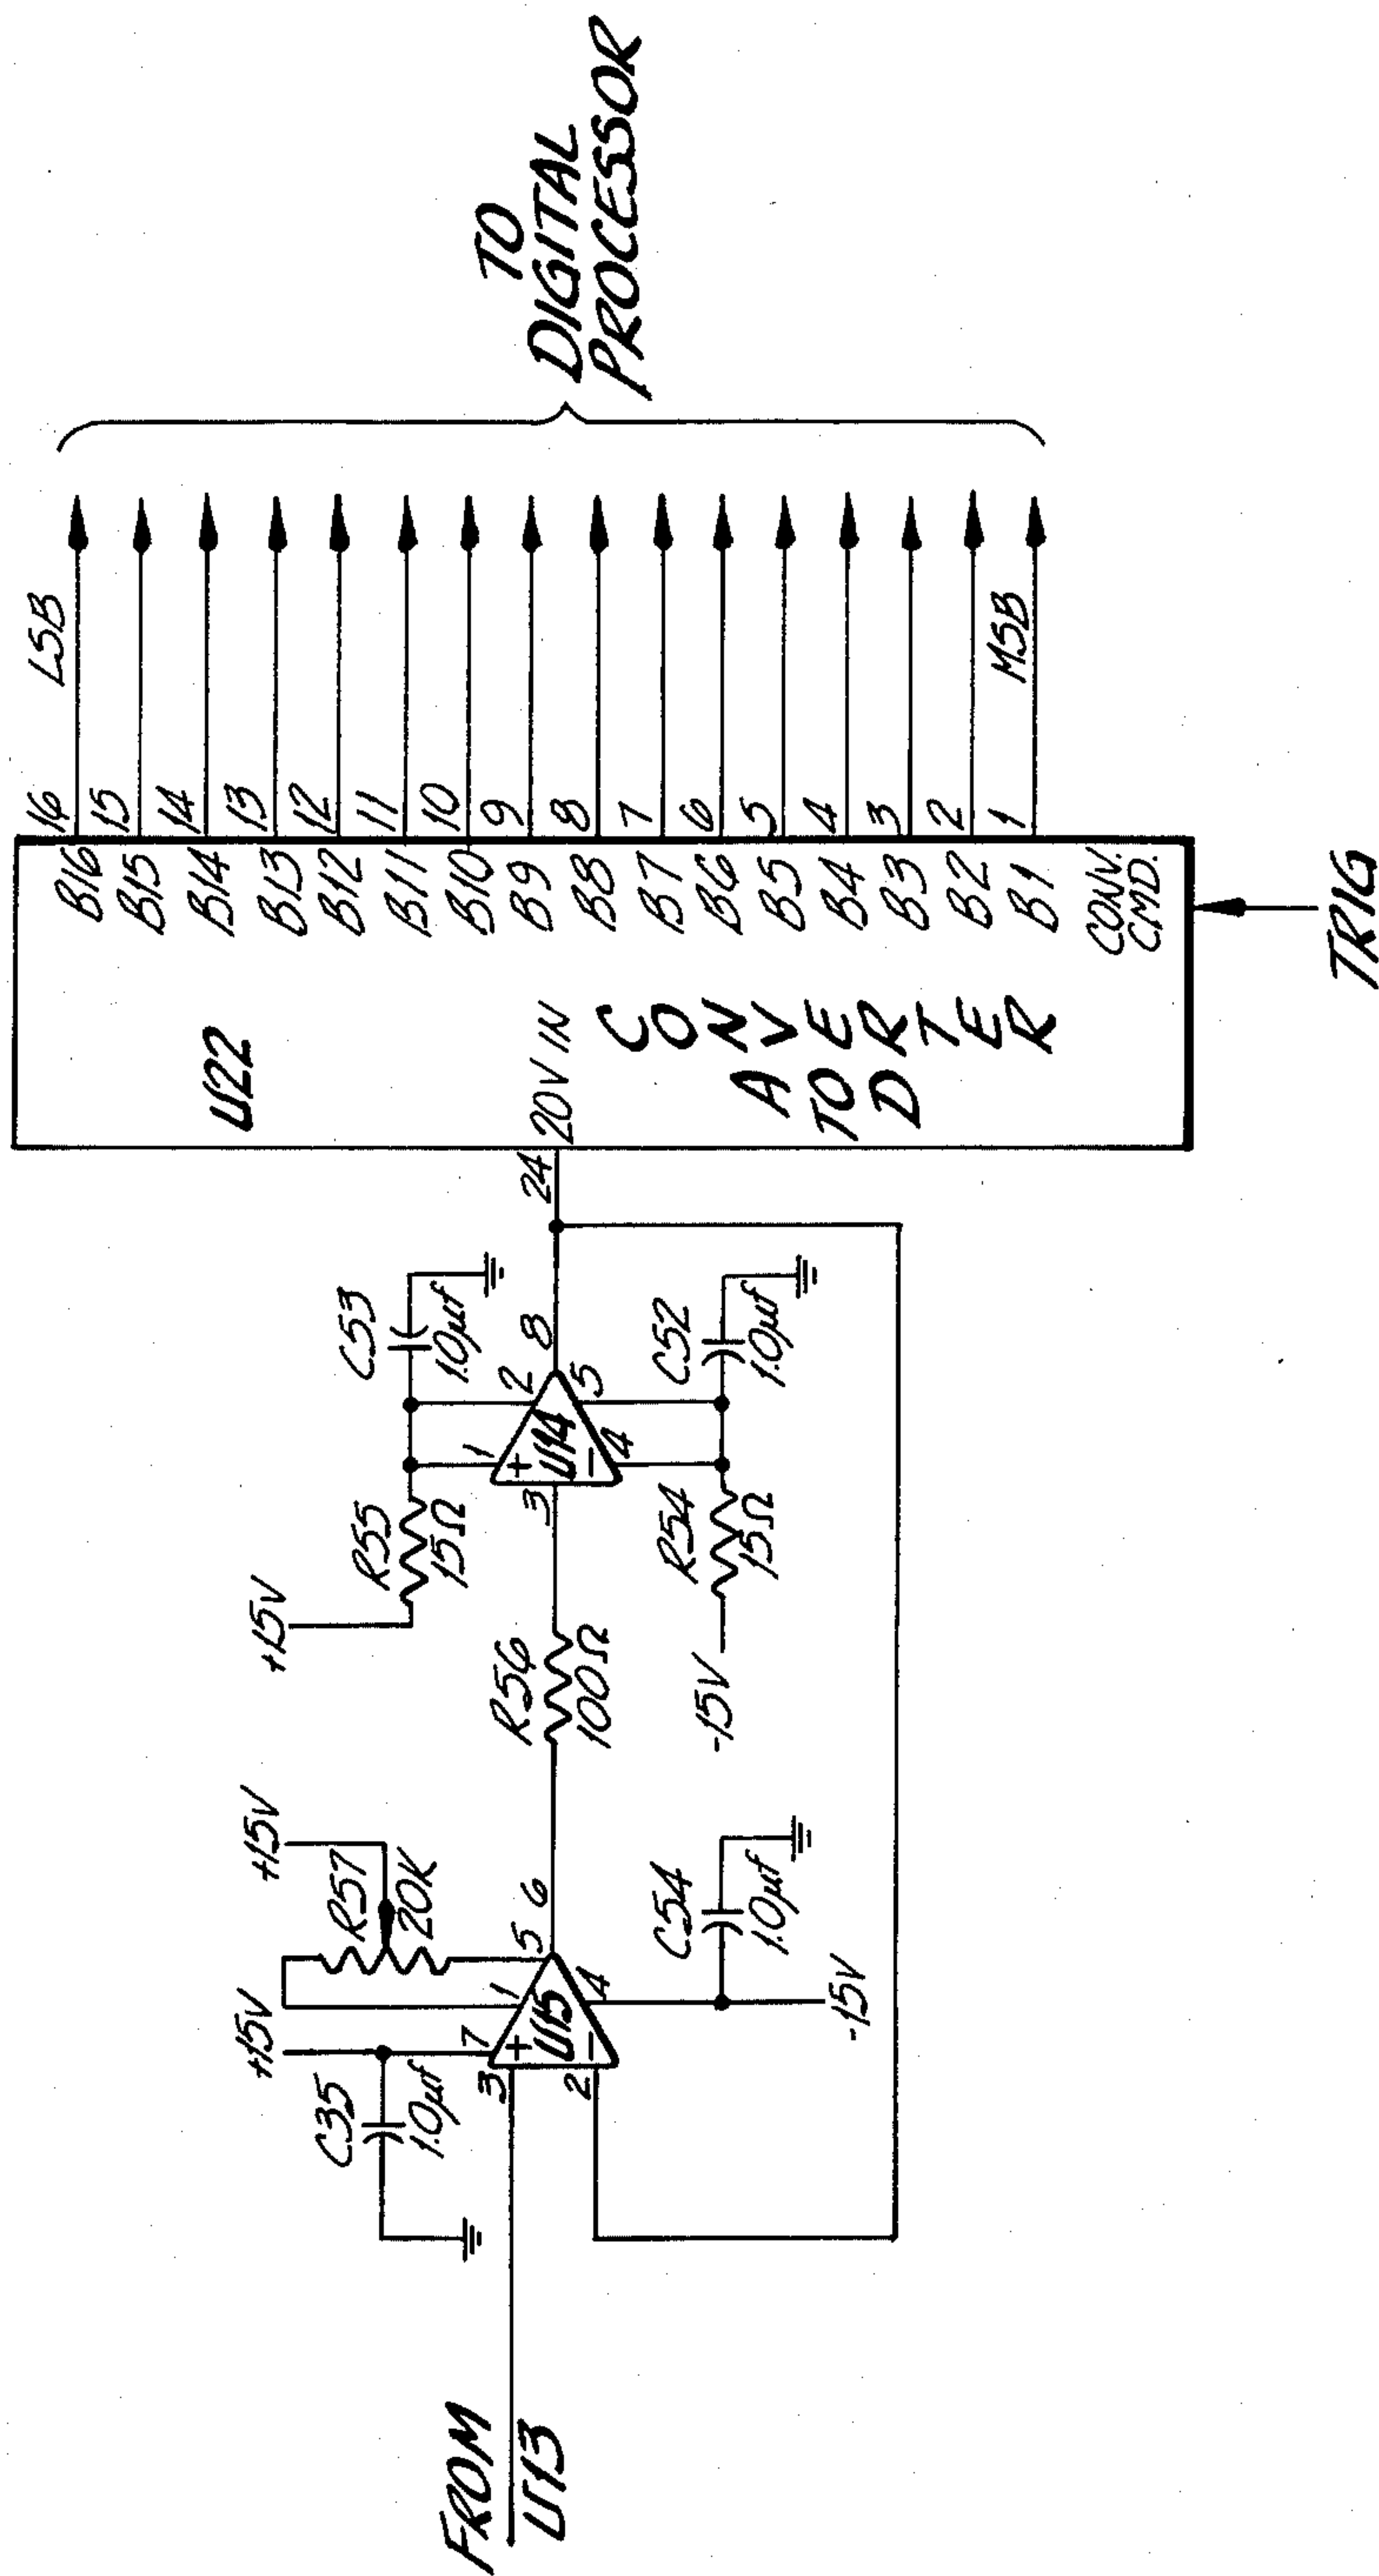 FROM
U13
C35
1.0µf
+15V
R57
20K
+15V
3
7
1
5
+
U15
-
2
4
6
C54
1.0µf
-15V
R56
100Ω
+15V
R55
15Ω
C53
1.0µf
3
1
2
+
U14
-
4
5
8
R54
15Ω
-15V
C52
1.0µf
24
20V IN
U22
A TO D
CONVERTER
B16 16 LSB
B15 15
B14 14
B13 13
B12 12
B11 11
B10 10
B9 9
B8 8
B7 7
B6 6
B5 5
B4 4
B3 3
B2 2
B1 1 MSB
CONV.
CMD.
TRIG
TO
DIGITAL
PROCESSOR